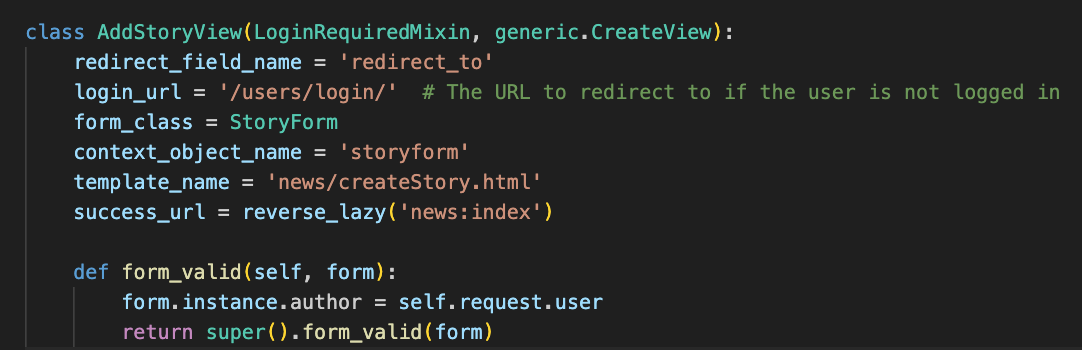 class AddStoryView(LoginRequiredMixin, generic.CreateView):
    redirect_field_name = 'redirect_to'
    login_url = '/users/login/'  # The URL to redirect to if the user is not logged in
    form_class = StoryForm
    context_object_name = 'storyform'
    template_name = 'news/createStory.html'
    success_url = reverse_lazy('news:index')

    def form_valid(self, form):
        form.instance.author = self.request.user
        return super().form_valid(form)